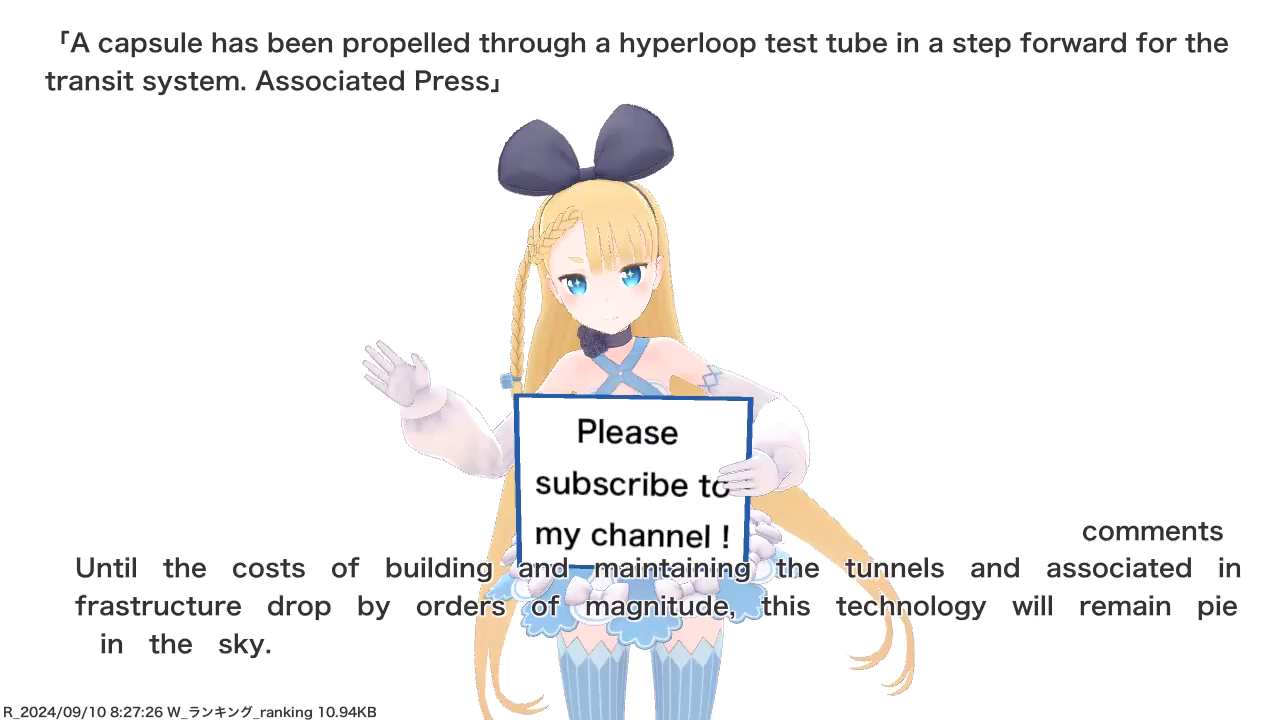 「A capsule has been propelled through a hyperloop test tube in a step forward for the
transit system. Associated Press」
Please
subscribe to
my channel !
comments
Until the costs of building and maintaining the tunnels and associated in
frastructure drop by orders of magnitude, this technology will remain pie
in the sky.
R_2024/09/10 8:27:26 W_ランキング_ranking 10.94KB